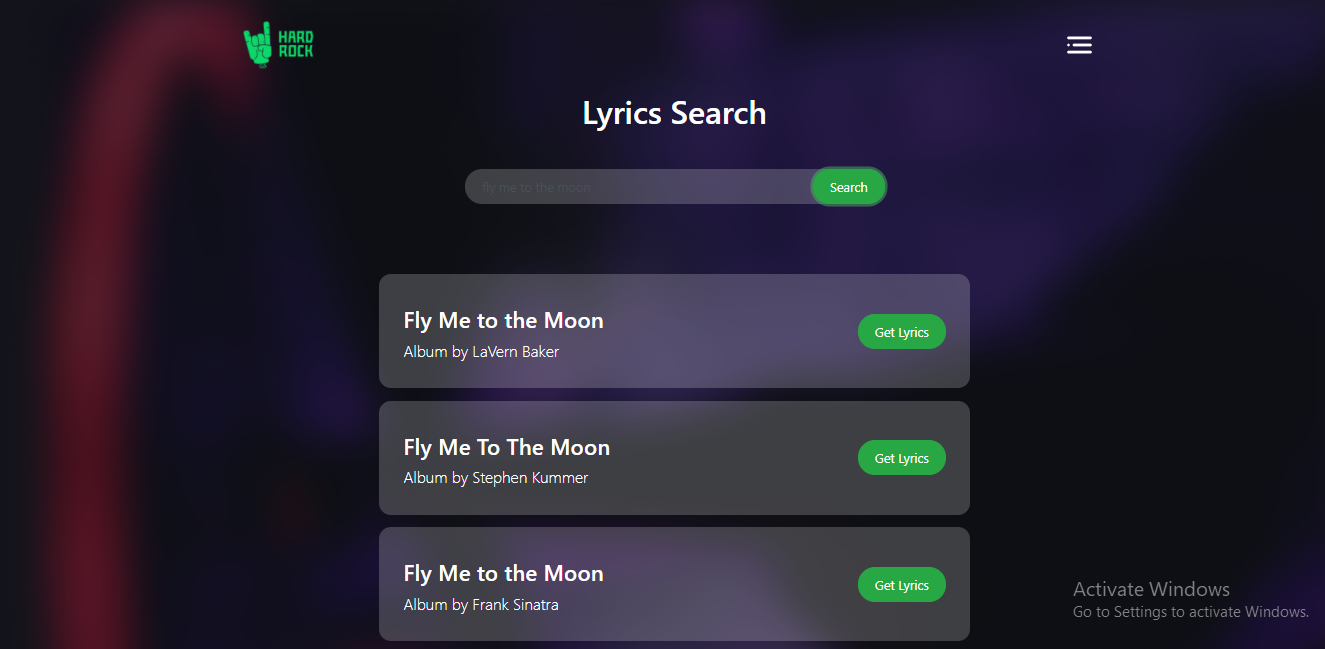 HARD
ROCK
Lyrics Search
fly me to the moon
Search
Fly Me to the Moon
Album by LaVern Baker
Get Lyrics
Fly Me To The Moon
Album by Stephen Kummer
Get Lyrics
Fly Me to the Moon
Album by Frank Sinatra
Get Lyrics
Activate Windows
Go to Settings to activate Windows.